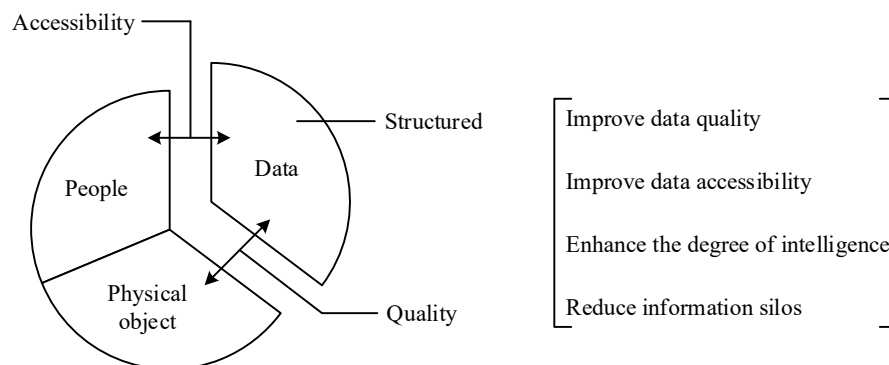 Accessibility
Structured
People
Data
Physical
object
Quality
Improve data quality
Improve data accessibility
Enhance the degree of intelligence
Reduce information silos